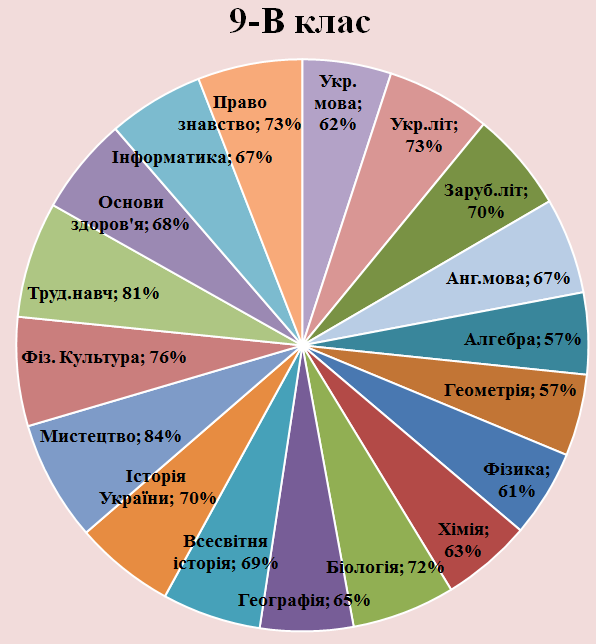 9-В клас
Укр.
мова;
62%
Укр.літ;
73%
Заруб.літ;
70%
Анг.мова; 67%
Алгебра; 57%
Геометрія; 57%
Фізика;
61%
Хімія;
63%
Біологія; 72%
Географія; 65%
Всесвітня
історія; 69%
Історія
України; 70%
Мистецтво; 84%
Фіз. Культура; 76%
Труд.навч; 81%
Основи
здоров'я; 68%
Інформатика; 67%
Право
знавство; 73%